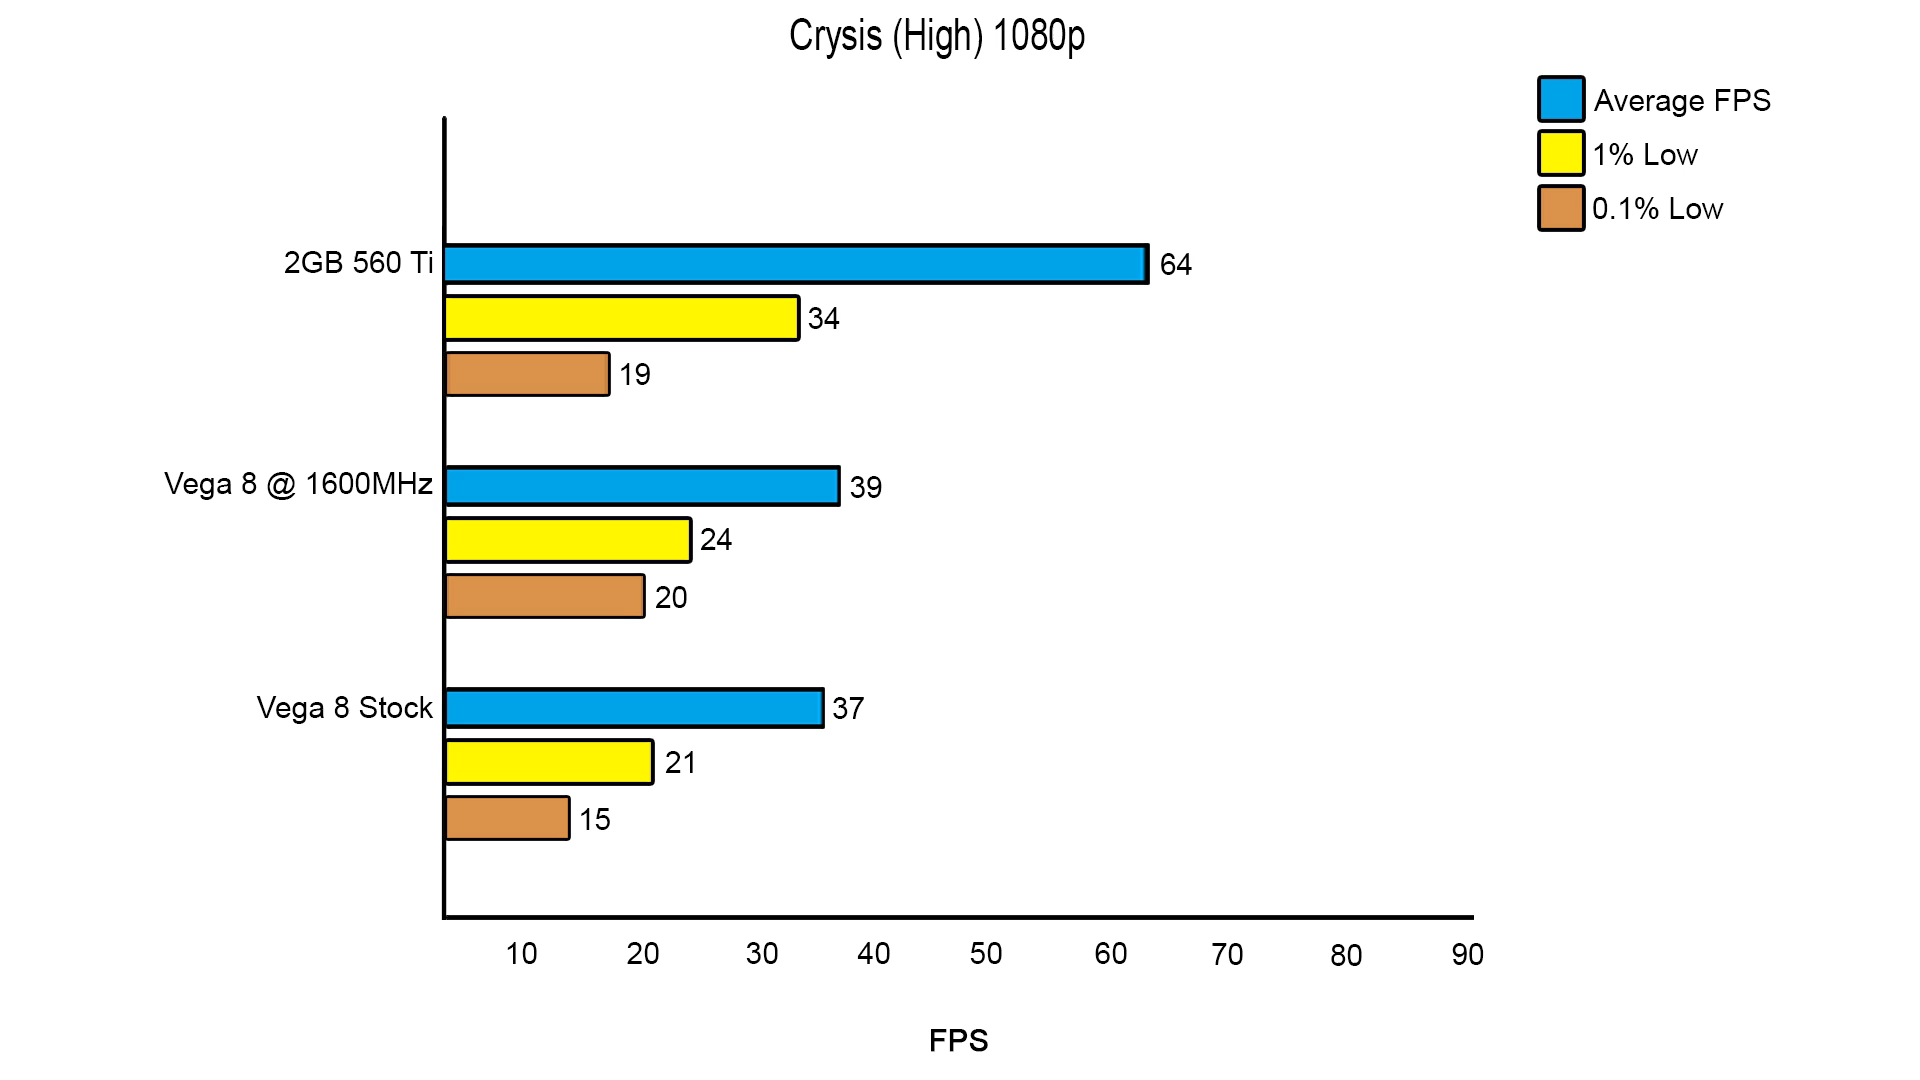 Crysis (High) 1080p
Average FPS
1% Low
0.1% Low
2GB 560 Ti
64
34
19
Vega 8 @ 1600MHz
39
24
20
Vega 8 Stock
37
21
15
10 20 30 40 50 60 70 80 90
FPS